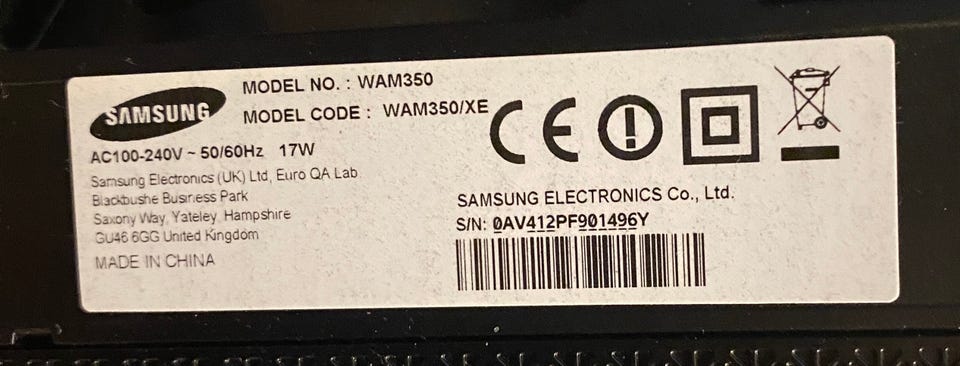 SAMSUNG
MODEL NO. : WAM350
MODEL CODE : WAM350/XE
AC100-240V ~ 50/60Hz 17W
Samsung Electronics (UK) Ltd, Euro QA Lab
Blackbushe Business Park
Saxony Way, Yateley, Hampshire
GU46 6GG United Kingdom
MADE IN CHINA
CE
SAMSUNG ELECTRONICS Co., Ltd.
S/N: 0AV412PF901496Y